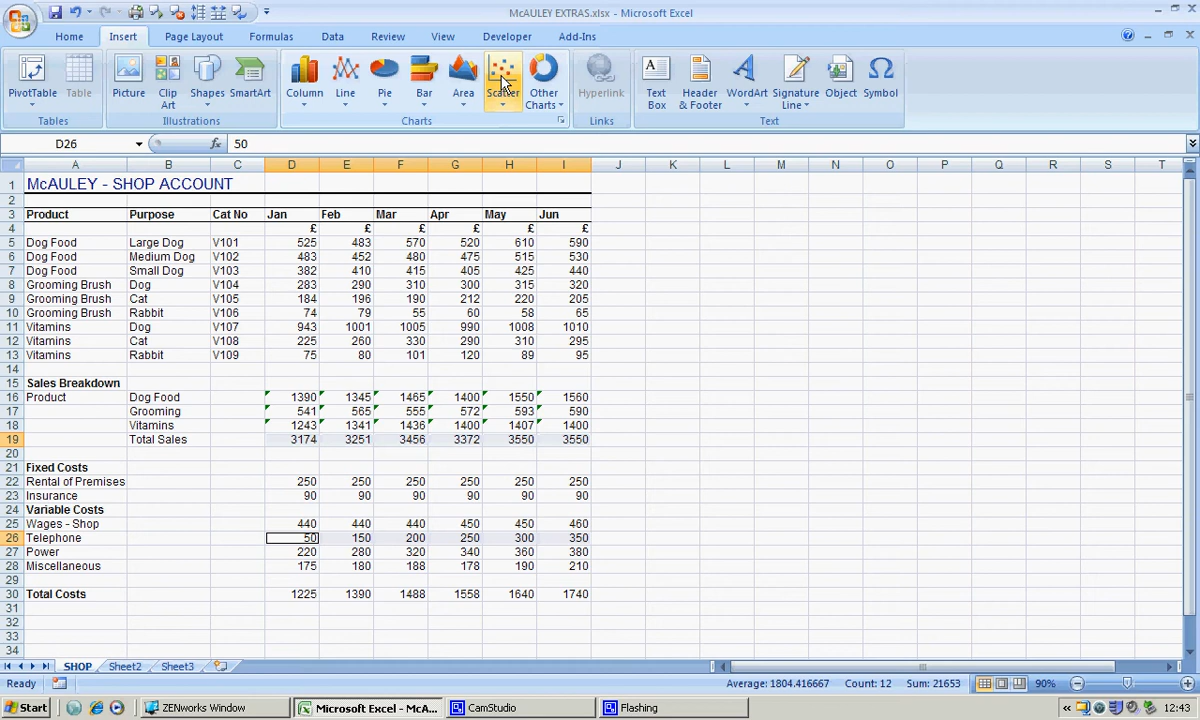 McAULEY EXTRAS.xlsx - Microsoft Excel
Home Insert Page Layout Formulas Data Review View Developer Add-Ins
PivotTable Table Picture Clip Art Shapes SmartArt Column Line Pie Bar Area Scatter Other Charts Hyperlink Text Box Header & Footer WordArt Signature Line Object Symbol
Tables Illustrations Charts Links Text
D26 fx 50
A B C D E F G H I J K L M N O P Q R S T
1 McAULEY - SHOP ACCOUNT
2
3 Product Purpose Cat No Jan Feb Mar Apr May Jun
4 £ £ £ £ £ £
5 Dog Food Large Dog V101 525 483 570 520 610 590
6 Dog Food Medium Dog V102 483 452 480 475 515 530
7 Dog Food Small Dog V103 382 410 415 405 425 440
8 Grooming Brush Dog V104 283 290 310 300 315 320
9 Grooming Brush Cat V105 184 196 190 212 220 205
10 Grooming Brush Rabbit V106 74 79 55 60 58 65
11 Vitamins Dog V107 943 1001 1005 990 1008 1010
12 Vitamins Cat V108 225 260 330 290 310 295
13 Vitamins Rabbit V109 75 80 101 120 89 95
14
15 Sales Breakdown
16 Product Dog Food 1390 1345 1465 1400 1550 1560
17 Grooming 541 565 555 572 593 590
18 Vitamins 1243 1341 1436 1400 1407 1400
19 Total Sales 3174 3251 3456 3372 3550 3550
20
21 Fixed Costs
22 Rental of Premises 250 250 250 250 250 250
23 Insurance 90 90 90 90 90 90
24 Variable Costs
25 Wages - Shop 440 440 440 450 450 460
26 Telephone 50 150 200 250 300 350
27 Power 220 280 320 340 360 380
28 Miscellaneous 175 180 188 178 190 210
29
30 Total Costs 1225 1390 1488 1558 1640 1740
31
32
33
34
SHOP Sheet2 Sheet3
Ready Average: 1804.416667 Count: 12 Sum: 21653 90%
Start ZENworks Window Microsoft Excel - McA... CamStudio Flashing 12:43